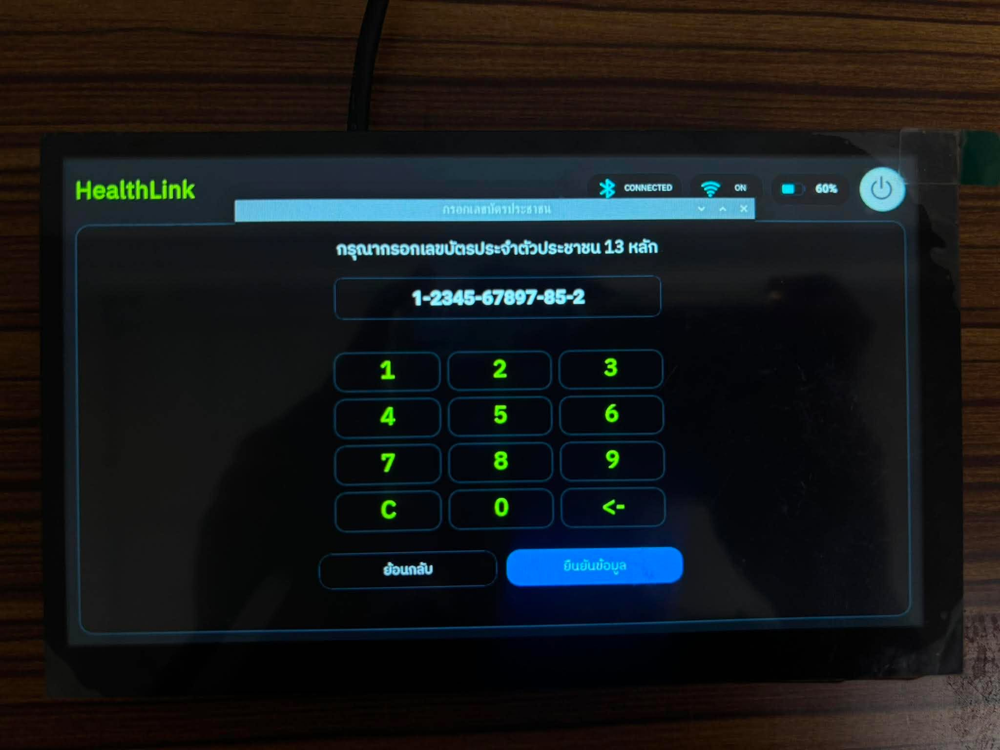 HealthLink
CONNECTED
ON
60%
กรอกเลขบัตรประชาชน
กรุณากรอกเลขบัตรประจำตัวประชาชน 13 หลัก
1-2345-67897-85-2
1 2 3
4 5 6
7 8 9
C 0 <-
ย้อนกลับ
ยืนยันข้อมูล